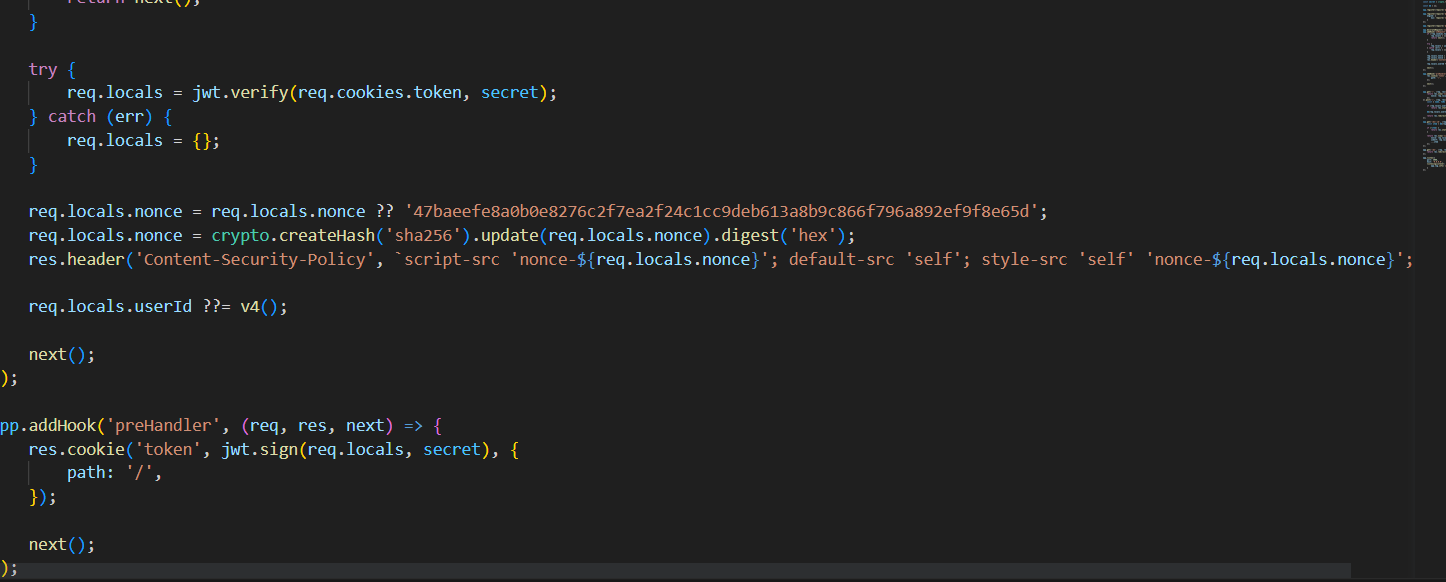 return next();
}
try {
req.locals = jwt.verify(req.cookies.token, secret);
} catch (err) {
req.locals = {};
}
req.locals.nonce = req.locals.nonce ?? '47baeefe8a0b0e8276c2f7ea2f24c1cc9deb613a8b9c866f796a892ef9f8e65d';
req.locals.nonce = crypto.createHash('sha256').update(req.locals.nonce).digest('hex');
res.header('Content-Security-Policy', `script-src 'nonce-${req.locals.nonce}'; default-src 'self'; style-src 'self' 'nonce-${req.locals.nonce}';
req.locals.userId ??= v4();
next();
);
pp.addHook('preHandler', (req, res, next) => {
res.cookie('token', jwt.sign(req.locals, secret), {
path: '/',
});
next();
);